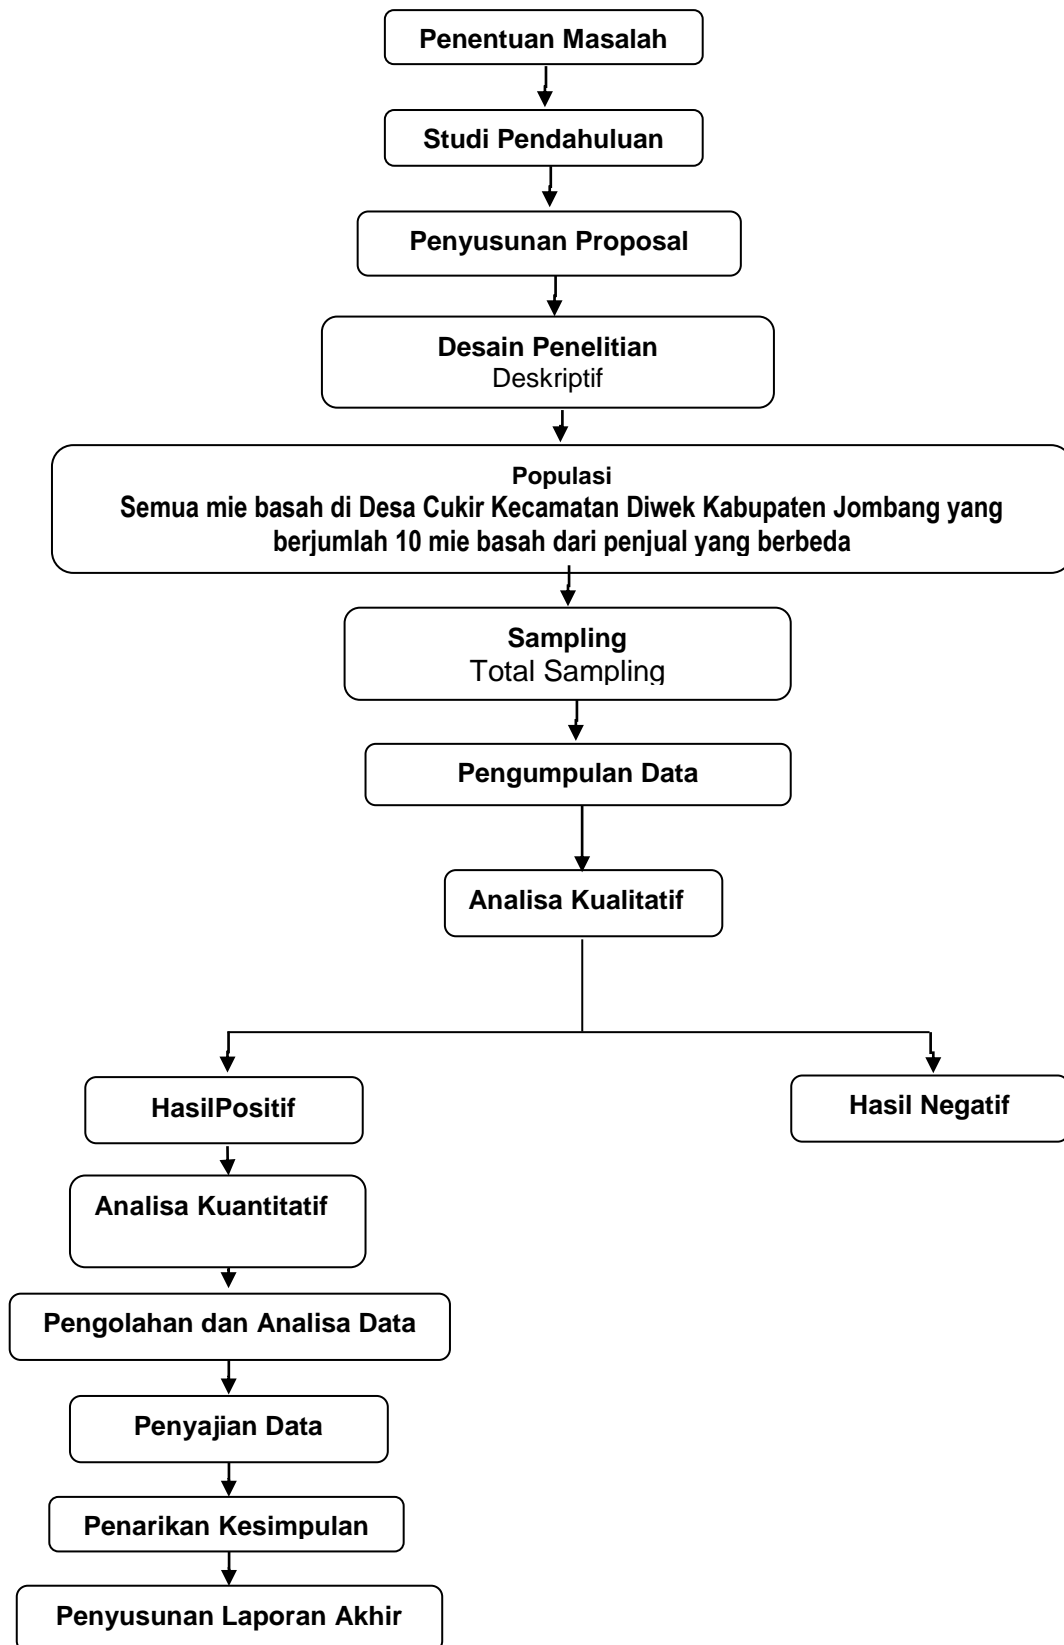 Penentuan Masalah
Studi Pendahuluan
Penyusunan Proposal
Desain Penelitian
Deskriptif
Populasi
Semua mie basah di Desa Cukir Kecamatan Diwek Kabupaten Jombang yang
berjumlah 10 mie basah dari penjual yang berbeda
Sampling
Total Sampling
Pengumpulan Data
Analisa Kualitatif
HasilPositif
Hasil Negatif
Analisa Kuantitatif
Pengolahan dan Analisa Data
Penyajian Data
Penarikan Kesimpulan
Penyusunan Laporan Akhir